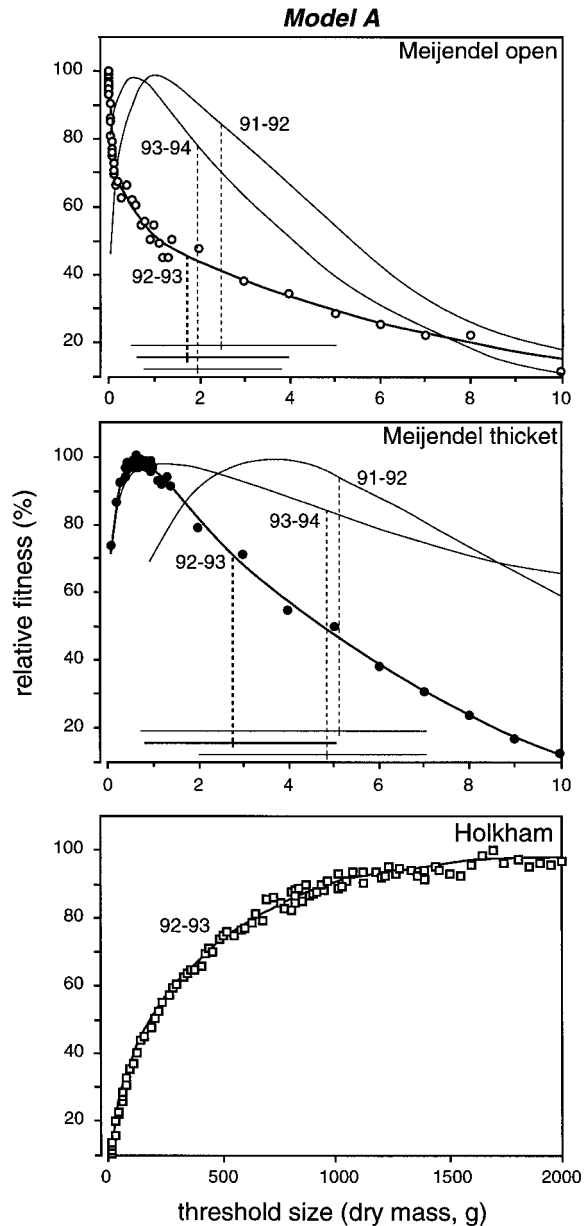 Model A
Meijendel open
100
80
60
40
20
91-92
93-94
92-93
0 2 4 6 8 10
Meijendel thicket
100
80
60
40
20
91-92
93-94
92-93
0 2 4 6 8 10
relative fitness (%)
Holkham
100
80
60
40
20
92-93
0 500 1000 1500 2000
threshold size (dry mass, g)